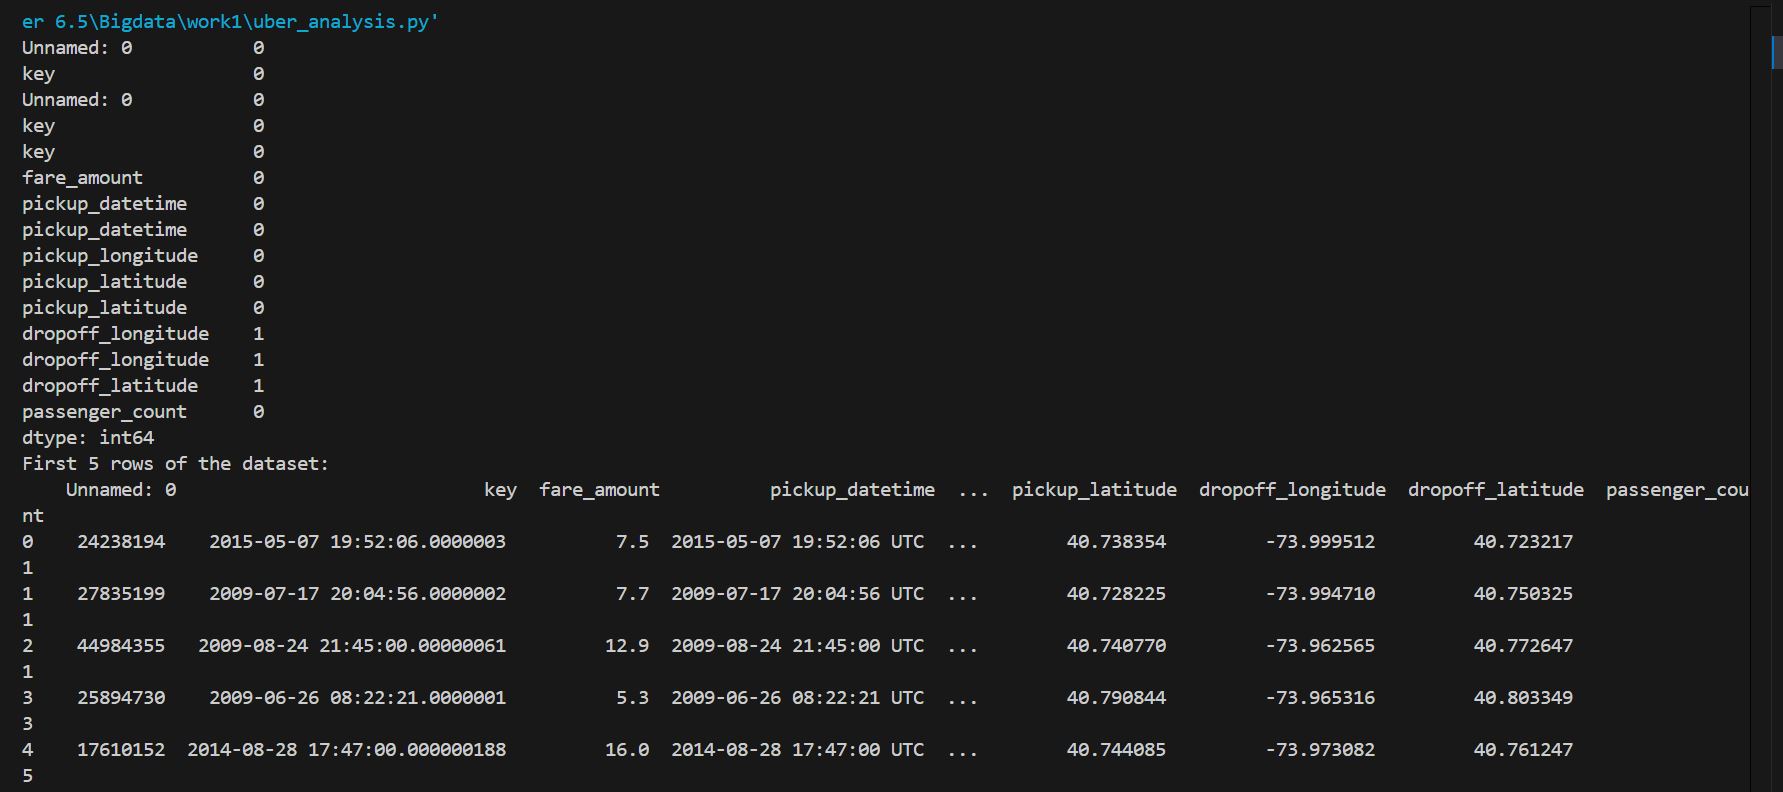 er 6.5\Bigdata\work1\uber_analysis.py'
Unnamed: 0           0
key                  0
Unnamed: 0           0
key                  0
key                  0
fare_amount          0
pickup_datetime      0
pickup_datetime      0
pickup_longitude     0
pickup_latitude      0
pickup_latitude      0
dropoff_longitude    1
dropoff_longitude    1
dropoff_latitude     1
passenger_count      0
dtype: int64
First 5 rows of the dataset:
    Unnamed: 0                            key  fare_amount          pickup_datetime  ...  pickup_latitude  dropoff_longitude  dropoff_latitude  passenger_cou
nt
0    24238194    2015-05-07 19:52:06.0000003          7.5  2015-05-07 19:52:06 UTC  ...        40.738354         -73.999512         40.723217
1
1    27835199    2009-07-17 20:04:56.0000002          7.7  2009-07-17 20:04:56 UTC  ...        40.728225         -73.994710         40.750325
1
2    44984355   2009-08-24 21:45:00.00000061         12.9  2009-08-24 21:45:00 UTC  ...        40.740770         -73.962565         40.772647
1
3    25894730    2009-06-26 08:22:21.0000001          5.3  2009-06-26 08:22:21 UTC  ...        40.790844         -73.965316         40.803349
3
4    17610152  2014-08-28 17:47:00.000000188         16.0  2014-08-28 17:47:00 UTC  ...        40.744085         -73.973082         40.761247
5